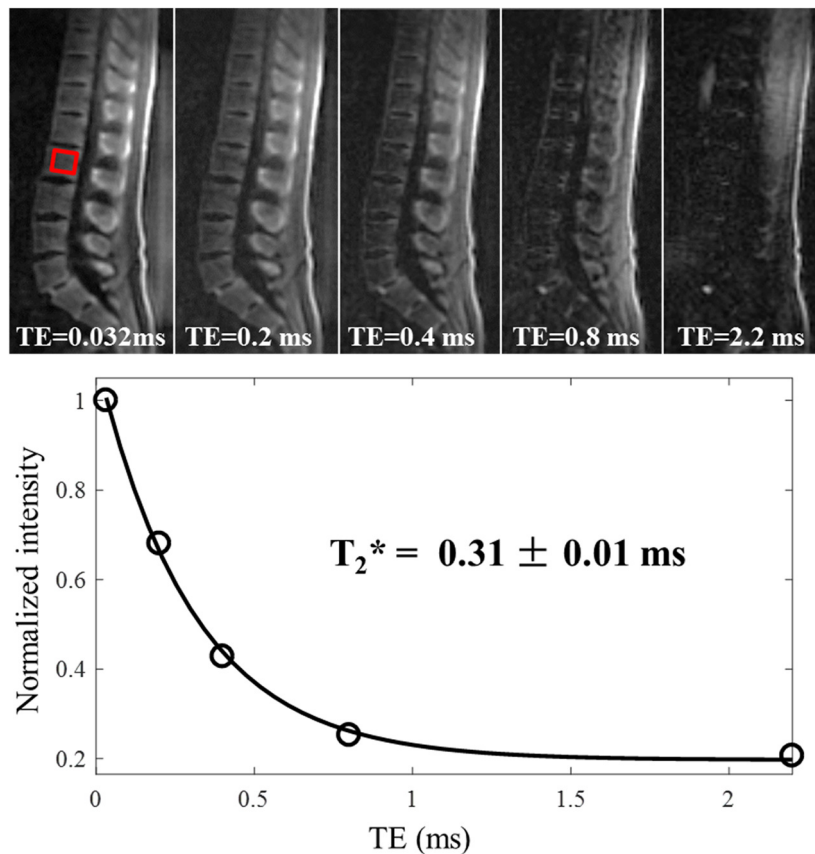 TE=0.032ms
TE=0.2 ms
TE=0.4 ms
TE=0.8 ms
TE=2.2 ms
1
0.8
0.6
0.4
0.2
Normalized intensity
T₂* = 0.31 ± 0.01 ms
0
0.5
1
1.5
2
TE (ms)